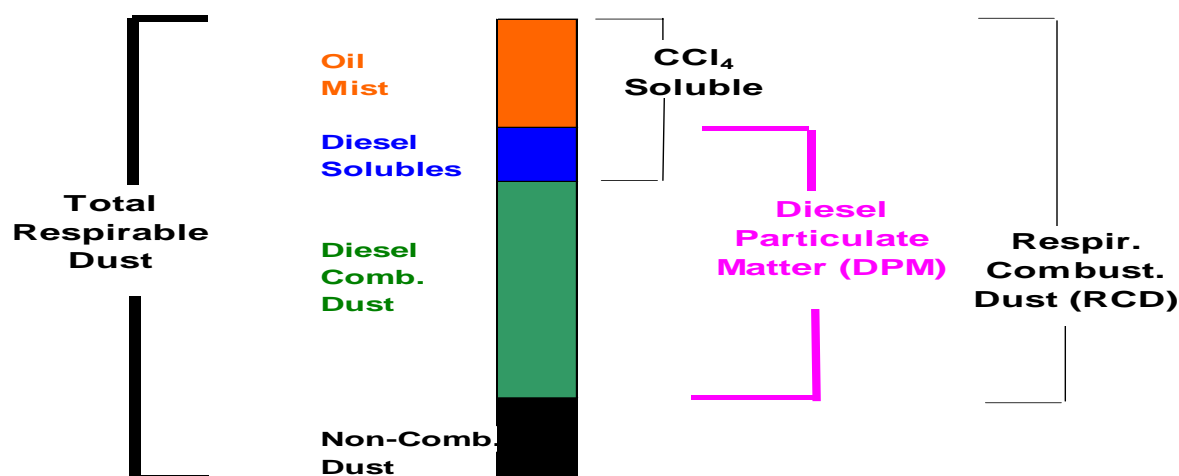 Total
Respirable
Dust
Oil
Mist
Diesel
Solubles
Diesel
Comb.
Dust
Non-Comb.
Dust
CCl₄
Soluble
Diesel
Particulate
Matter (DPM)
Respir.
Combust.
Dust (RCD)